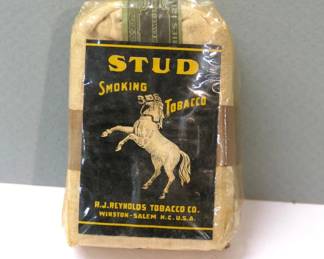 STUD
SMOKING
TOBACCO
R.J. REYNOLDS TOBACCO CO.
WINSTON-SALEM N.C. U.S.A.